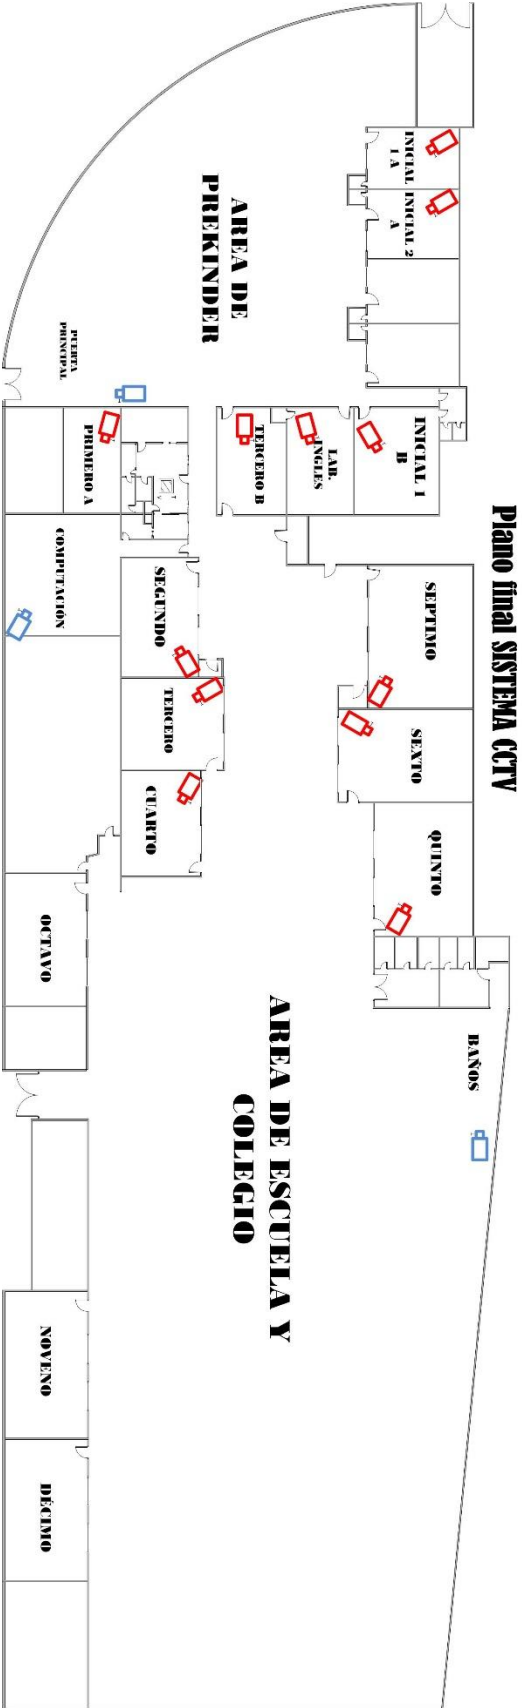 Plano final SISTEMA CCTV
INICIAL
1 A
INICIAL 2
A
AREA DE
PREKINDER
PUERTA
PRINCIPAL
INICIAL 1
B
LAB.
INGLES
TERCERO B
PRIMERO A
COMPUTACIÓN
SEGUNDO
TERCERO
CUARTO
SEPTIMO
SEXTO
QUINTO
OCTAVO
BAÑOS
AREA DE ESCUELA Y
COLEGIO
NOVENO
DÉCIMO